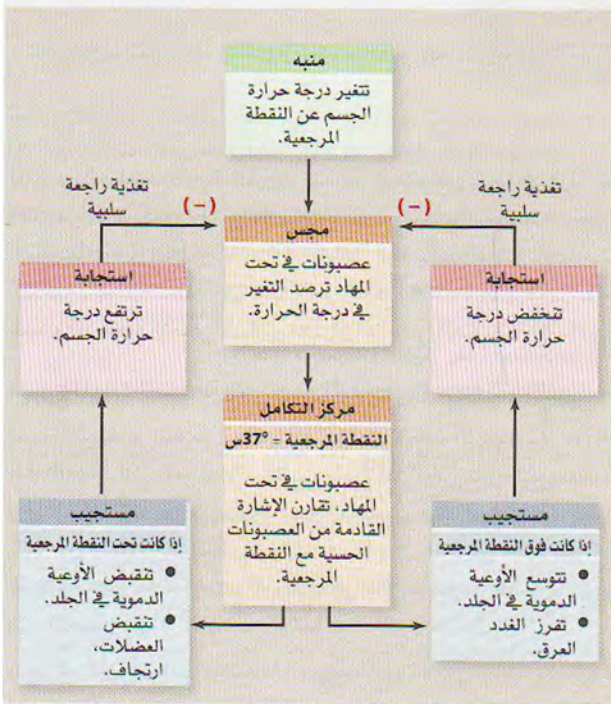 منبه
تتغير درجة حرارة
الجسم عن النقطة
المرجعية.
تغذية راجعة
سلبية
(-)
(-)
تغذية راجعة
سلبية
مجس
عصبونات في تحت
المهاد ترصد التغير
في درجة الحرارة.
استجابة
تنخفض درجة
حرارة الجسم.
استجابة
ترتفع درجة
حرارة الجسم.
مركز التكامل
النقطة المرجعية - 37°س
عصبونات في تحت
المهاد، تقارن الإشارة
القادمة من العصبونات
الحسية مع النقطة
المرجعية.
مستجيب
إذا كانت فوق النقطة المرجعية
● تتوسع الأوعية
الدموية في الجلد.
● تفرز الغدد
العرق.
مستجيب
إذا كانت تحت النقطة المرجعية
● تنقبض الأوعية
الدموية في الجلد.
● تنقبض
العضلات،
ارتجاف.